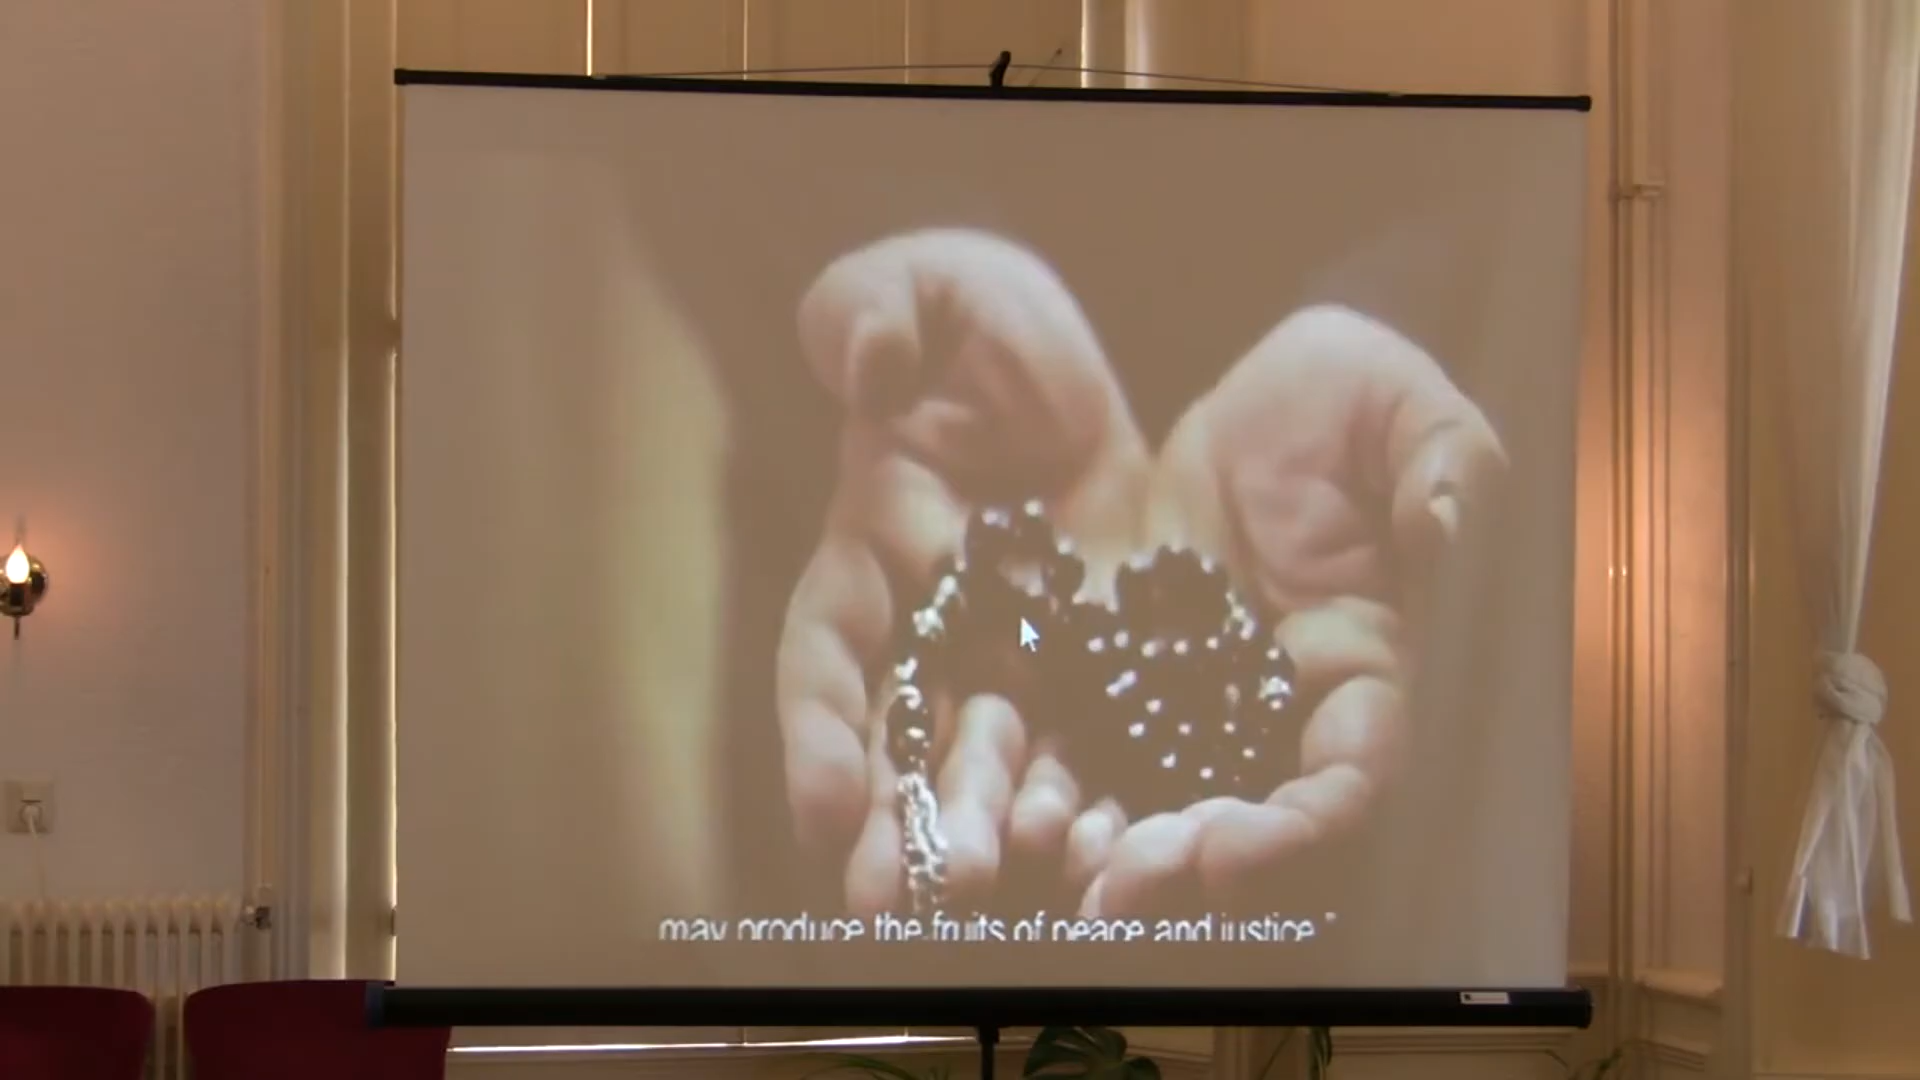 may produce the fruits of peace and justice."